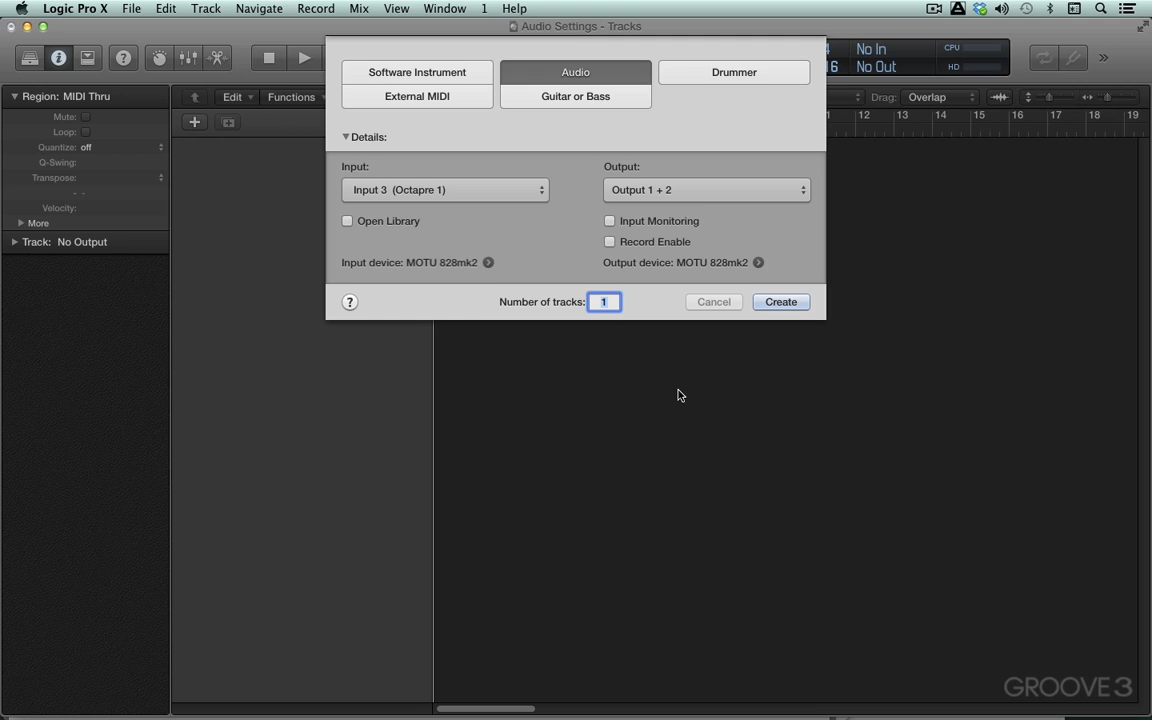 Logic Pro X File Edit Track Navigate Record Mix View Window 1 Help
Audio Settings - Tracks
Software Instrument Audio Drummer
External MIDI Guitar or Bass
No In
No Out
16
CPU
HD
Region: MIDI Thru
Mute:
Loop:
Quantize: off
Q-Swing:
Transpose:
- -
Velocity:
More
Track: No Output
Edit Functions
Drag: Overlap
12 13 14 15 16 17 18 19
Details:
Input: Output:
Input 3 (Octapre 1) Output 1 + 2
Open Library Input Monitoring
Record Enable
Input device: MOTU 828mk2 Output device: MOTU 828mk2
? Number of tracks: 1 Cancel Create
GROOVE3